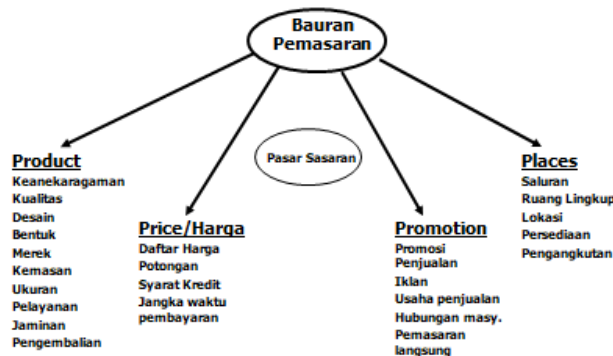 Bauran
Pemasaran
Pasar Sasaran
Product
Keanekaragaman
Kualitas
Desain
Bentuk
Merek
Kemasan
Ukuran
Pelayanan
Jaminan
Pengembalian
Price/Harga
Daftar Harga
Potongan
Syarat Kredit
Jangka waktu
pembayaran
Promotion
Promosi
Penjualan
Iklan
Usaha penjualan
Hubungan masy.
Pemasaran
langsung
Places
Saluran
Ruang Lingkup
Lokasi
Persediaan
Pengangkutan